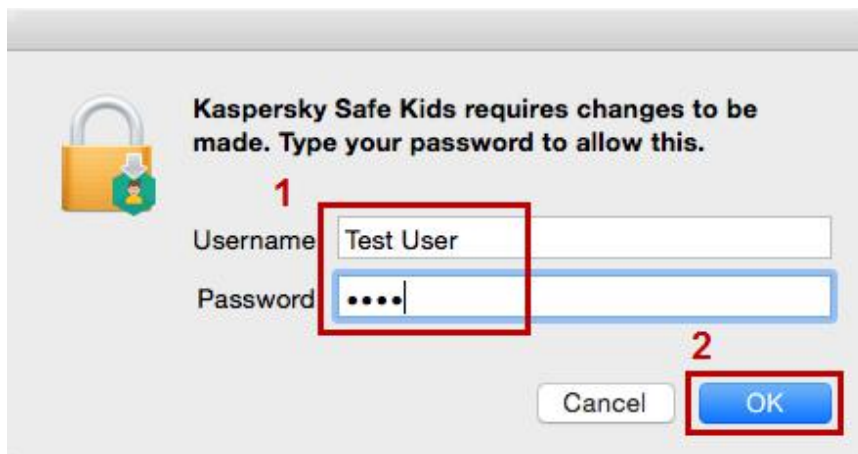 Kaspersky Safe Kids requires changes to be
made. Type your password to allow this.
1
Username Test User
Password ••••
2
Cancel OK